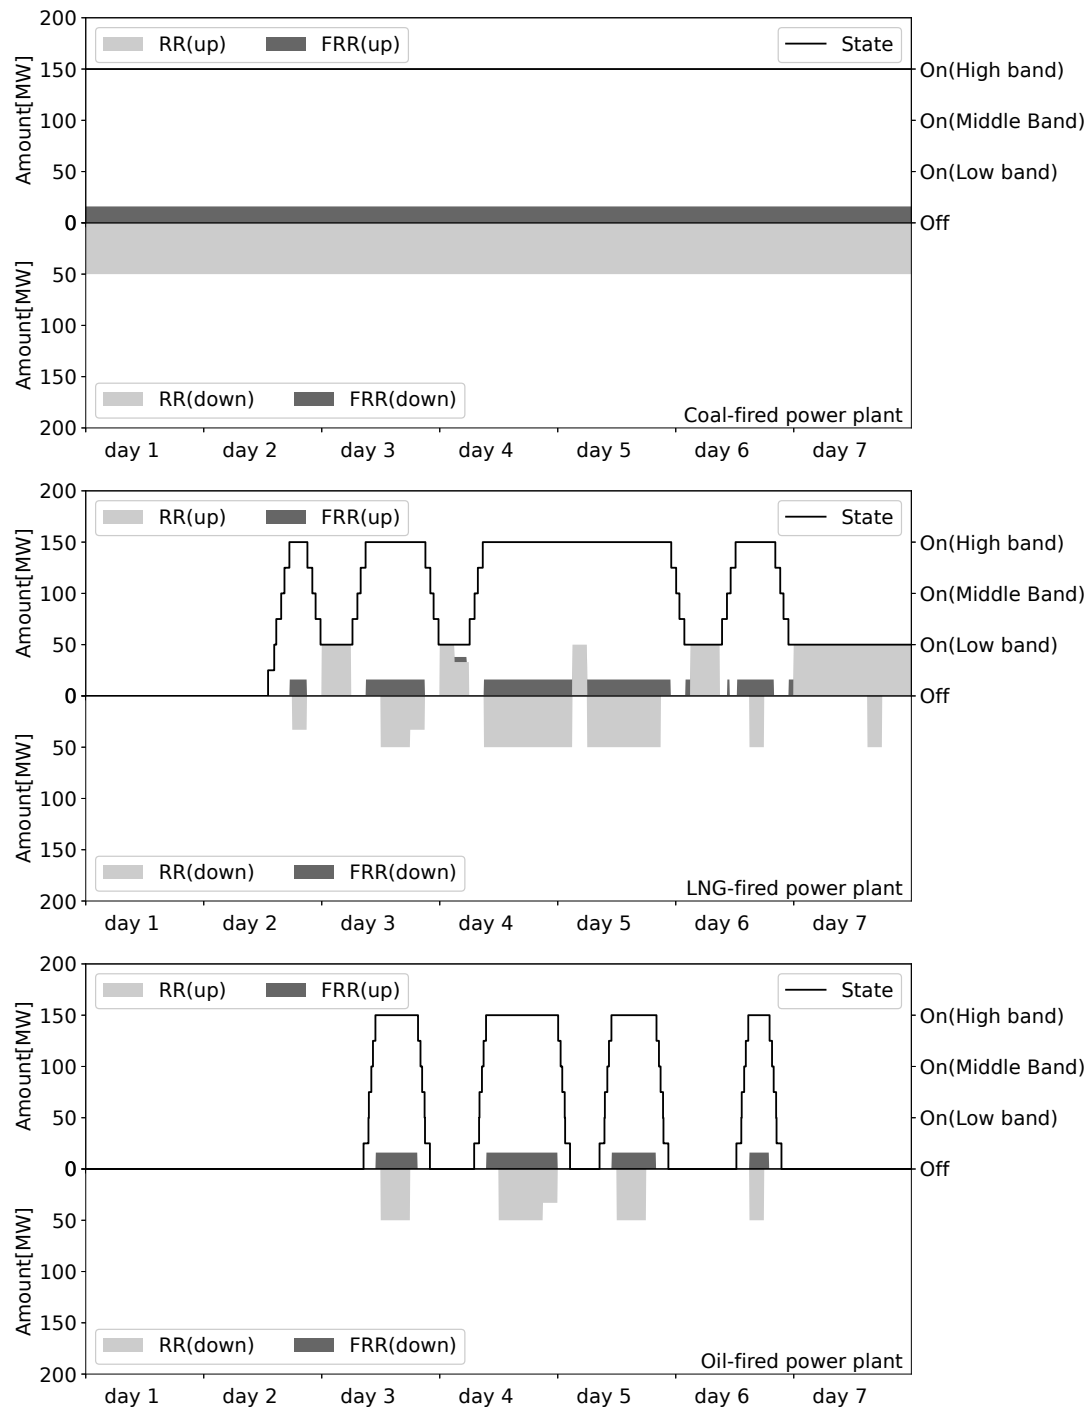 200
RR(up) FRR(up) State
150 On(High band)
100 On(Middle Band)
50 On(Low band)
0 Off
Amount[MW]
50
100
150
200
Amount[MW]
RR(down) FRR(down)
Coal-fired power plant
day 1 day 2 day 3 day 4 day 5 day 6 day 7
200
RR(up) FRR(up) State
150 On(High band)
100 On(Middle Band)
50 On(Low band)
0 Off
Amount[MW]
50
100
150
200
Amount[MW]
RR(down) FRR(down)
LNG-fired power plant
day 1 day 2 day 3 day 4 day 5 day 6 day 7
200
RR(up) FRR(up) State
150 On(High band)
100 On(Middle Band)
50 On(Low band)
0 Off
Amount[MW]
50
100
150
200
Amount[MW]
RR(down) FRR(down)
Oil-fired power plant
day 1 day 2 day 3 day 4 day 5 day 6 day 7